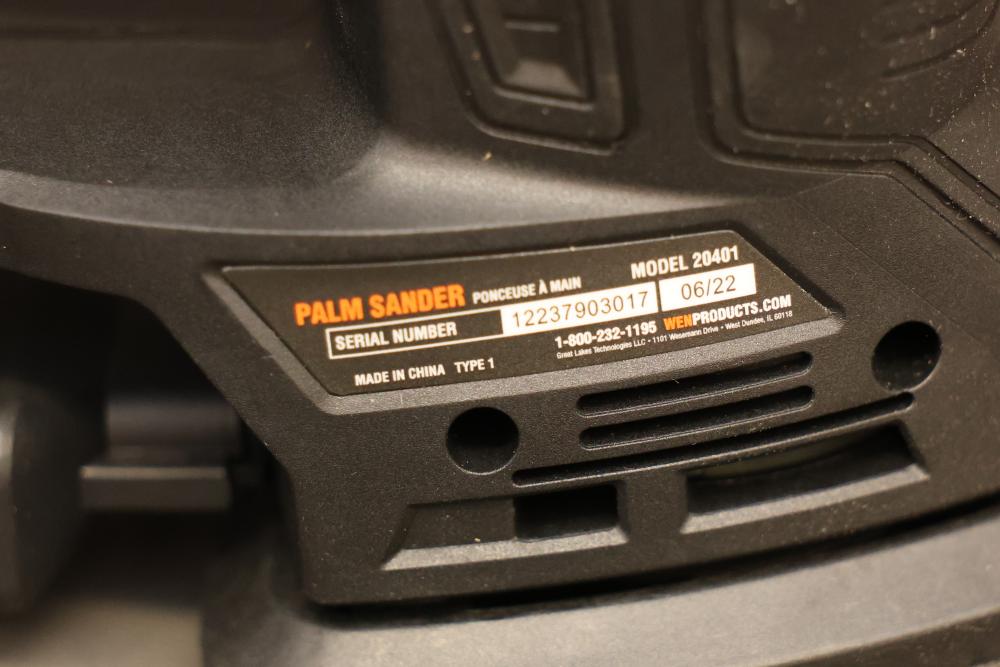 PALM SANDER PONCEUSE À MAIN MODEL 20401
SERIAL NUMBER 12237903017 06/22
1-800-232-1195 WENPRODUCTS.COM
Great Lakes Technologies LLC • 1101 Wesemann Drive • West Dundee, IL 60118
MADE IN CHINA TYPE 1